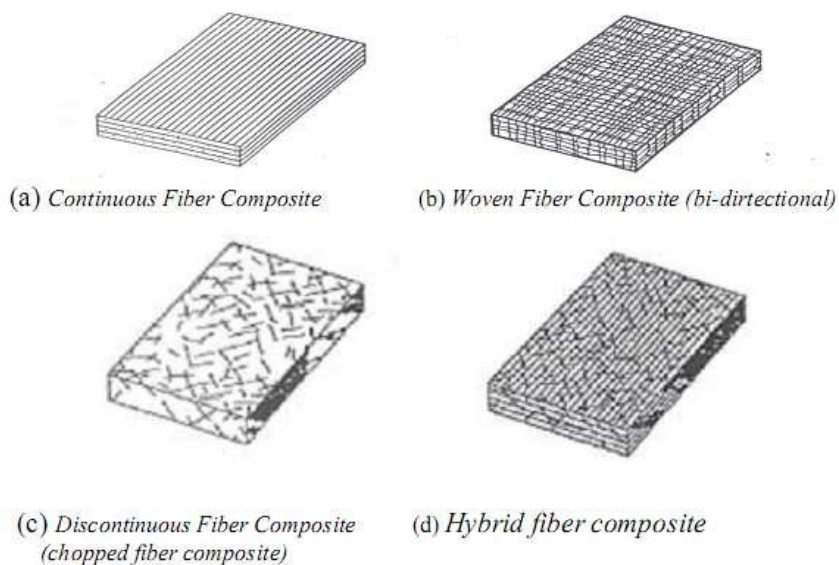 (a) Continuous Fiber Composite
(b) Woven Fiber Composite (bi-dirtectional)
(c) Discontinuous Fiber Composite
(chopped fiber composite)
(d) Hybrid fiber composite